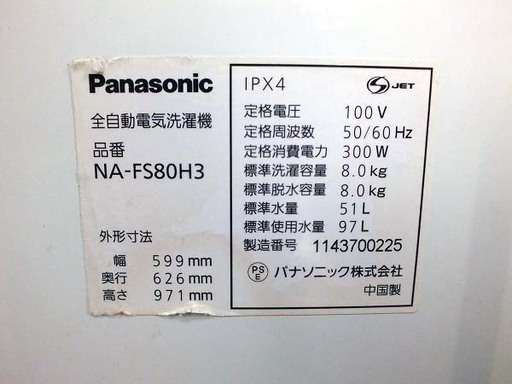 Panasonic
全自動電気洗濯機
品番
NA-FS80H3
外形寸法
幅 599mm
奥行 626mm
高さ 971mm
IPX4
S JET
定格電圧 100V
定格周波数 50/60Hz
定格消費電力 300W
標準洗濯容量 8.0kg
標準脱水容量 8.0kg
標準水量 51L
標準使用水量 97L
製造番号 1143700225
PSE パナソニック株式会社
中国製